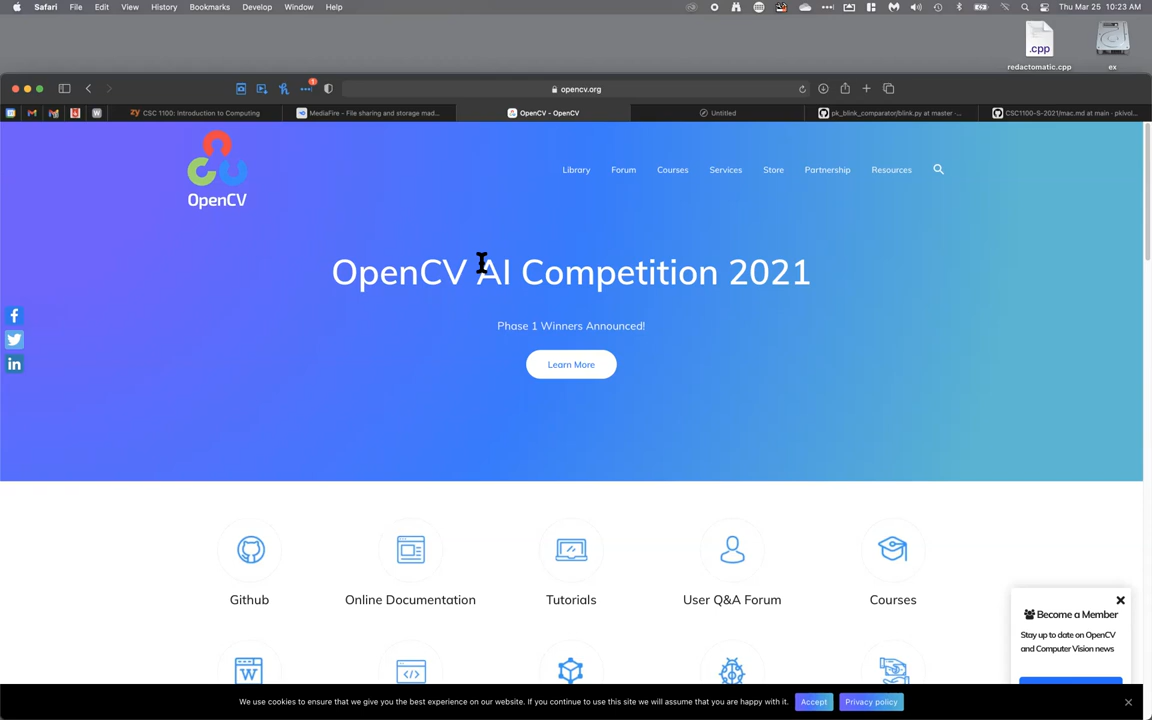 Safari File Edit View History Bookmarks Develop Window Help
Thu Mar 25 10:23 AM
.cpp
redactomatic.cpp
ex
1
opencv.org
CSC 1100: Introduction to Computing
MediaFire - File sharing and storage mad...
OpenCV - OpenCV
Untitled
pk_blink_comparator/blink.py at master -...
CSC1100-S-2021/mac.md at main · pkivol...
OpenCV
Library Forum Courses Services Store Partnership Resources
OpenCV AI Competition 2021
Phase 1 Winners Announced!
Learn More
Github
Online Documentation
Tutorials
User Q&A Forum
Courses
Become a Member
Stay up to date on OpenCV
and Computer Vision news
We use cookies to ensure that we give you the best experience on our website. If you continue to use this site we will assume that you are happy with it.
Accept
Privacy policy